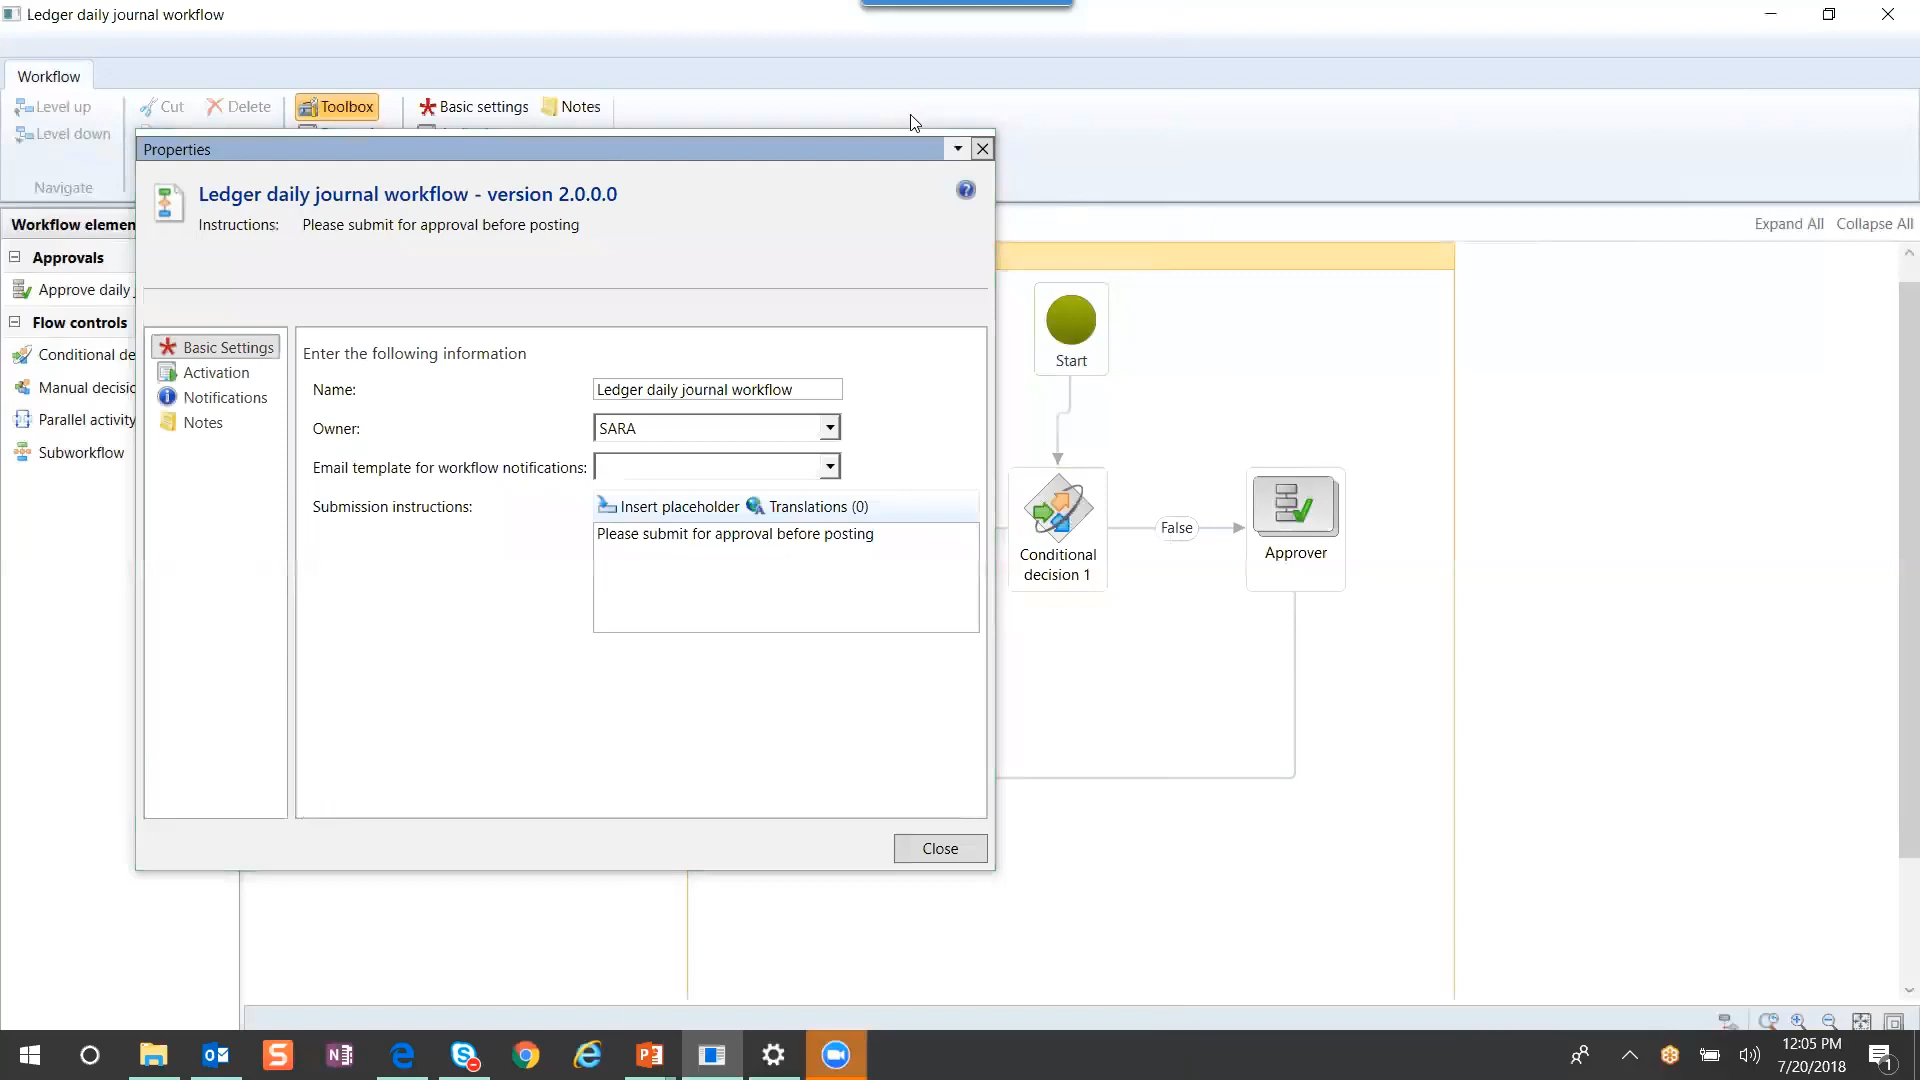 Ledger daily journal workflow
Workflow
Level up
Cut
Delete
Toolbox
Basic settings
Notes
Level down
Navigate
Properties
Ledger daily journal workflow - version 2.0.0.0
Instructions: Please submit for approval before posting
Workflow elemen
Expand All Collapse All
Approvals
Approve daily
Flow controls
Conditional de
Manual decisio
Parallel activity
Subworkflow
Basic Settings
Activation
Notifications
Notes
Enter the following information
Name: Ledger daily journal workflow
Owner: SARA
Email template for workflow notifications:
Submission instructions: Insert placeholder Translations (0)
Please submit for approval before posting
Close
Start
Conditional
decision 1
False
Approver
12:05 PM
7/20/2018
1